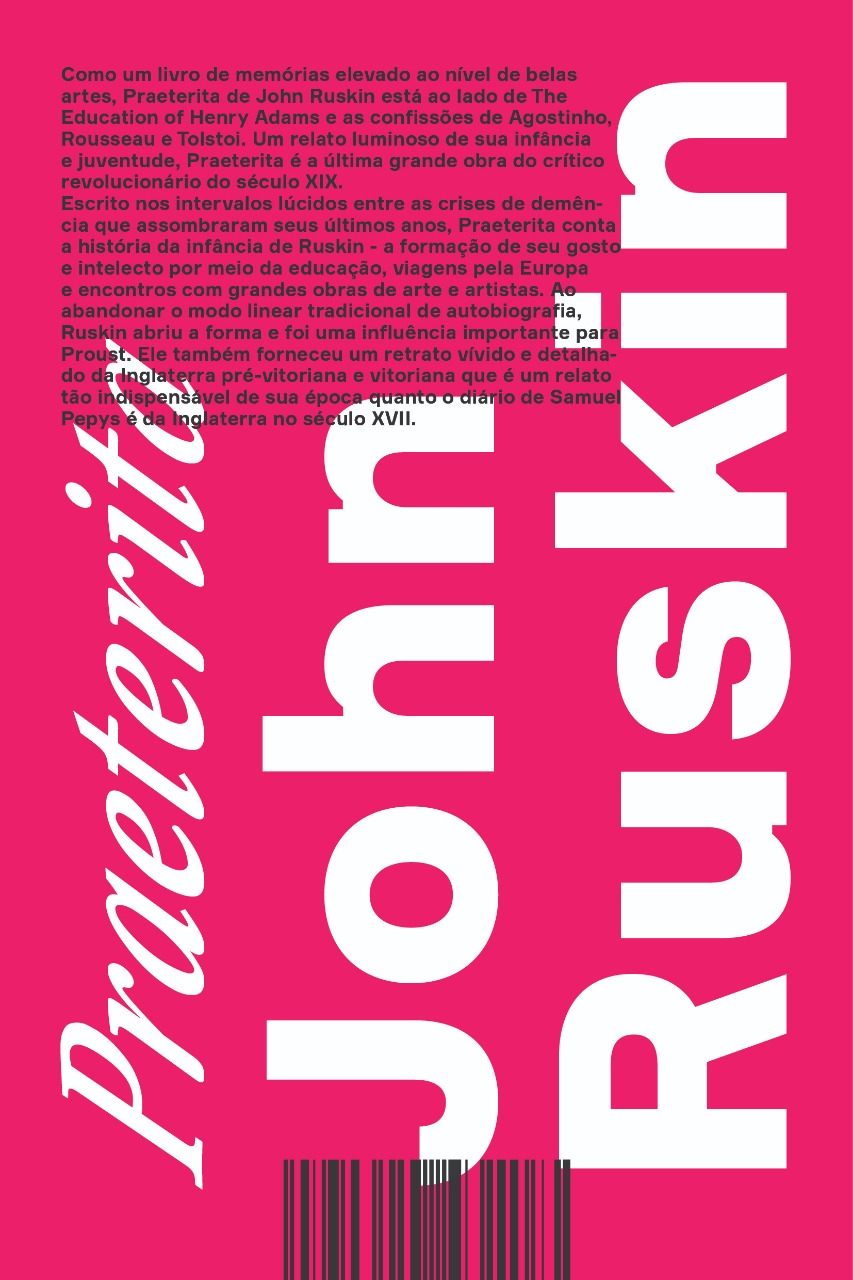 Como um livro de memórias elevado ao nível de belas
artes, Praeterita de John Ruskin está ao lado de The
Education of Henry Adams e as confissões de Agostinho,
Rousseau e Tolstoi. Um relato luminoso de sua infância
e juventude, Praeterita é a última grande obra do crítico
revolucionário do século XIX.
Escrito nos intervalos lúcidos entre as crises de demên-
cia que assombraram seus últimos anos, Praeterita conta
a história da infância de Ruskin - a formação de seu gosto
e intelecto por meio da educação, viagens pela Europa
e encontros com grandes obras de arte e artistas. Ao
abandonar o modo linear tradicional de autobiografia,
Ruskin abriu a forma e foi uma influência importante para
Proust. Ele também forneceu um retrato vívido e detalha-
do da Inglaterra pré-vitoriana e vitoriana que é um relato
tão indispensável de sua época quanto o diário de Samuel
Pepys é da Inglaterra no século XVII.
Praeterita
John
Ruskin